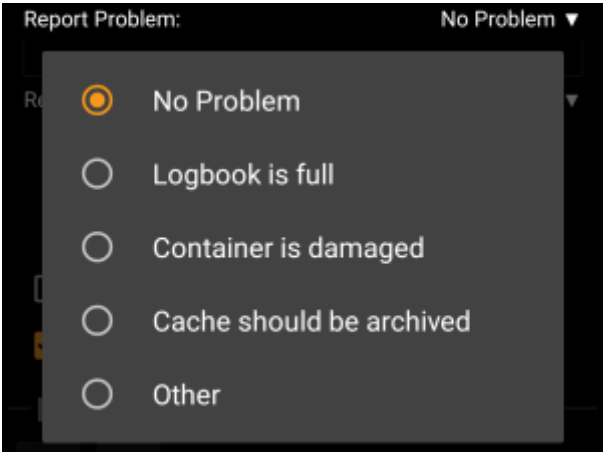 Report Problem: No Problem ▼
No Problem
Logbook is full
Container is damaged
Cache should be archived
Other